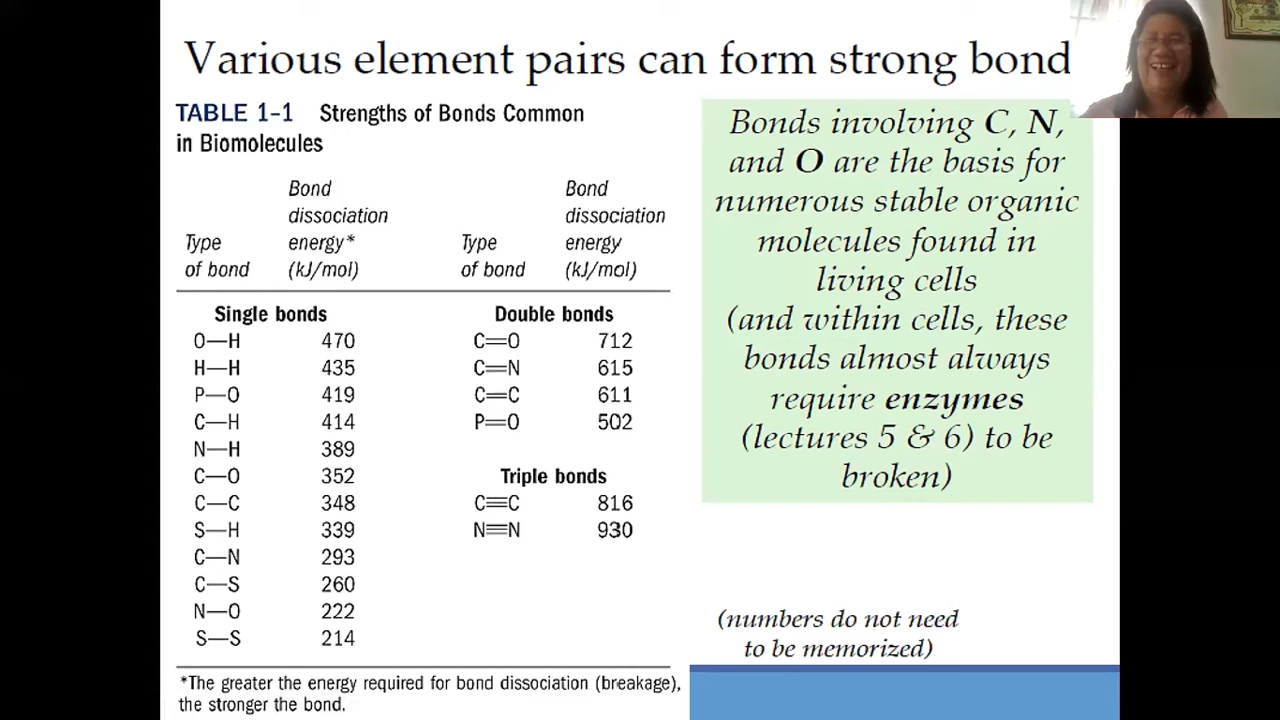 Various element pairs can form strong bond
TABLE 1–1 Strengths of Bonds Common
in Biomolecules
Bond Bond
dissociation dissociation
Type energy* Type energy
of bond (kJ/mol) of bond (kJ/mol)
Single bonds Double bonds
O—H 470 C=O 712
H—H 435 C=N 615
P—O 419 C=C 611
C—H 414 P=O 502
N—H 389
C—O 352 Triple bonds
C—C 348 C≡C 816
S—H 339 N≡N 930
C—N 293
C—S 260
N—O 222
S—S 214
*The greater the energy required for bond dissociation (breakage),
the stronger the bond.
Bonds involving C, N,
and O are the basis for
numerous stable organic
molecules found in
living cells
(and within cells, these
bonds almost always
require enzymes
(lectures 5 & 6) to be
broken)
(numbers do not need
to be memorized)